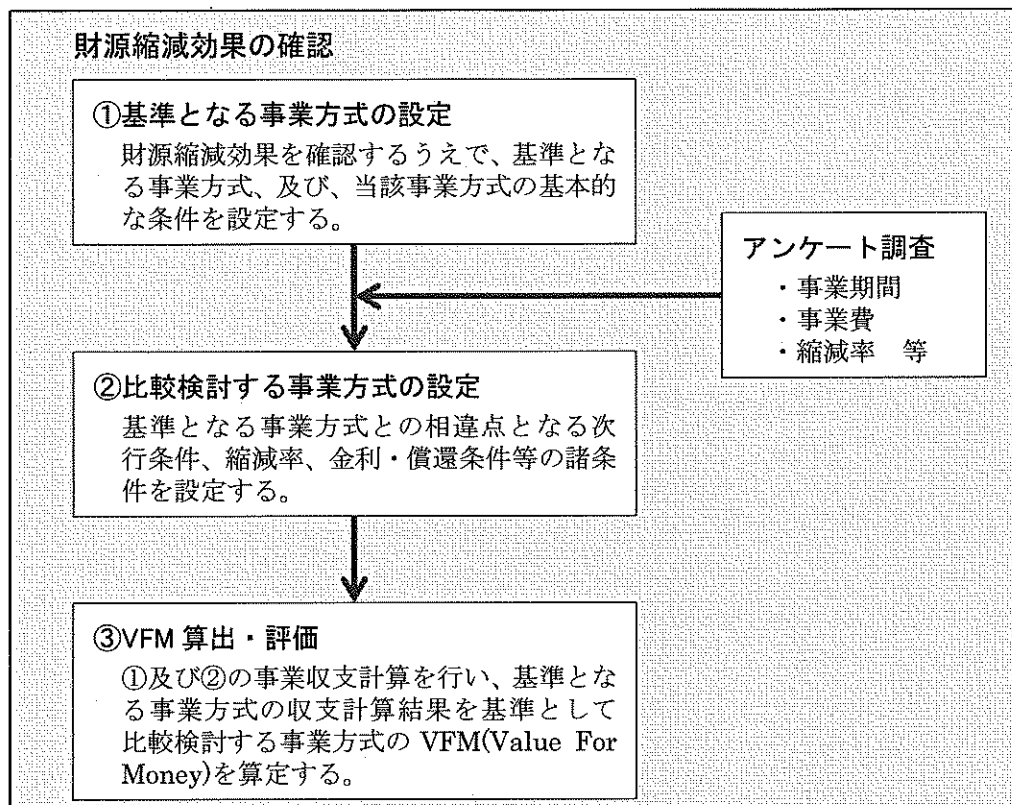 財源縮減効果の確認
①基準となる事業方式の設定
財源縮減効果を確認するうえで、基準とな
る事業方式、及び、当該事業方式の基本的
な条件を設定する。
アンケート調査
・事業期間
・事業費
・縮減率 等
②比較検討する事業方式の設定
基準となる事業方式との相違点となる次
行条件、縮減率、金利・償還条件等の諸条
件を設定する。
③VFM 算出・評価
①及び②の事業収支計算を行い、基準とな
る事業方式の収支計算結果を基準として
比較検討する事業方式の VFM(Value For
Money)を算定する。